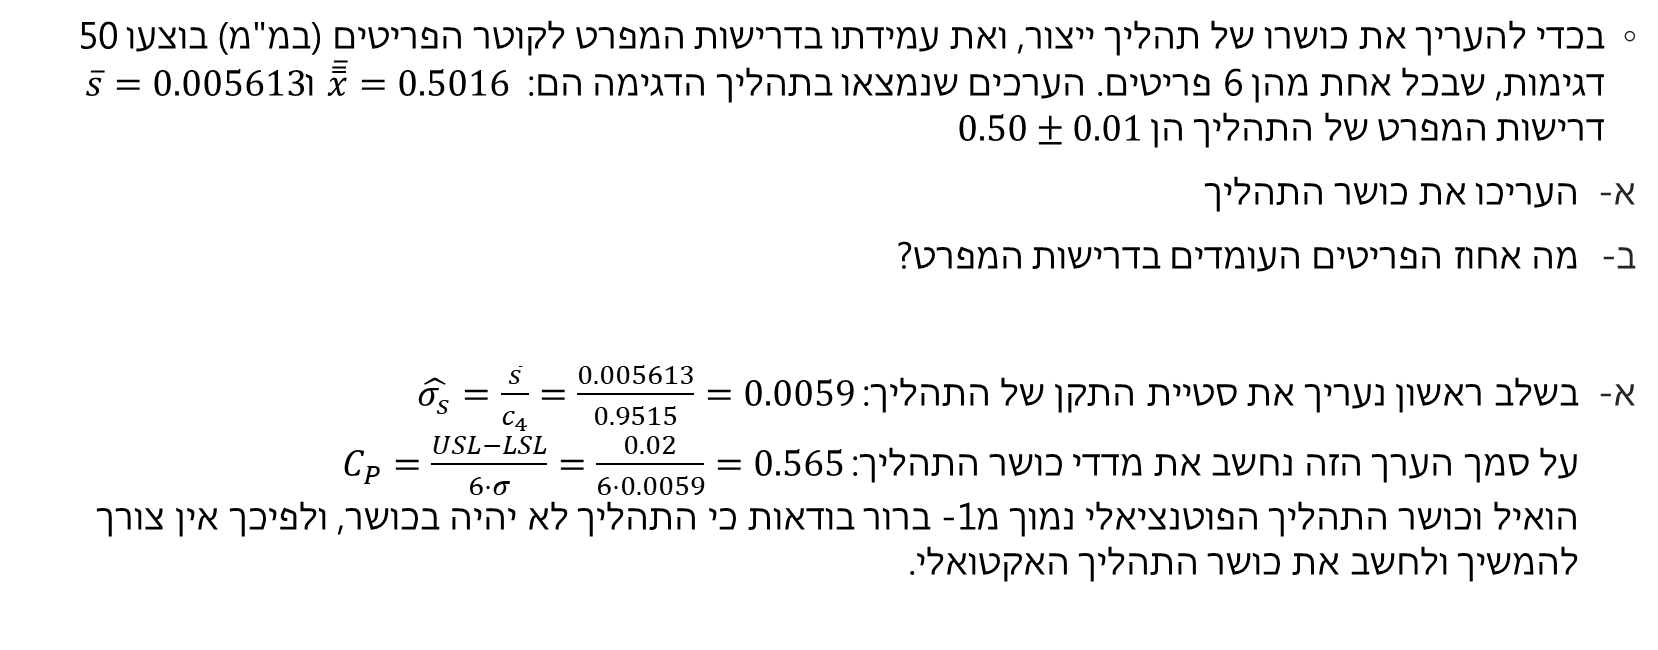 ◦ בכדי להעריך את כושרו של תהליך ייצור, ואת עמידתו בדרישות המפרט לקוטר הפריטים (במ"מ) בוצעו 50
דגימות, שבכל אחת מהן 6 פריטים. הערכים שנמצאו בתהליך הדגימה הם: x̿ = 0.5016 ו s̄ = 0.005613
דרישות המפרט של התהליך הן 0.50 ± 0.01
א- העריכו את כושר התהליך
ב- מה אחוז הפריטים העומדים בדרישות המפרט?
א- בשלב ראשון נעריך את סטיית התקן של התהליך: σ̂ₛ = s̄/c₄ = 0.005613/0.9515 = 0.0059
על סמך הערך הזה נחשב את מדדי כושר התהליך: C_P = (USL−LSL)/(6·σ) = 0.02/(6·0.0059) = 0.565
הואיל וכושר התהליך הפוטנציאלי נמוך מ1- ברור בודאות כי התהליך לא יהיה בכושר, ולפיכך אין צורך
להמשיך ולחשב את כושר התהליך האקטואלי.